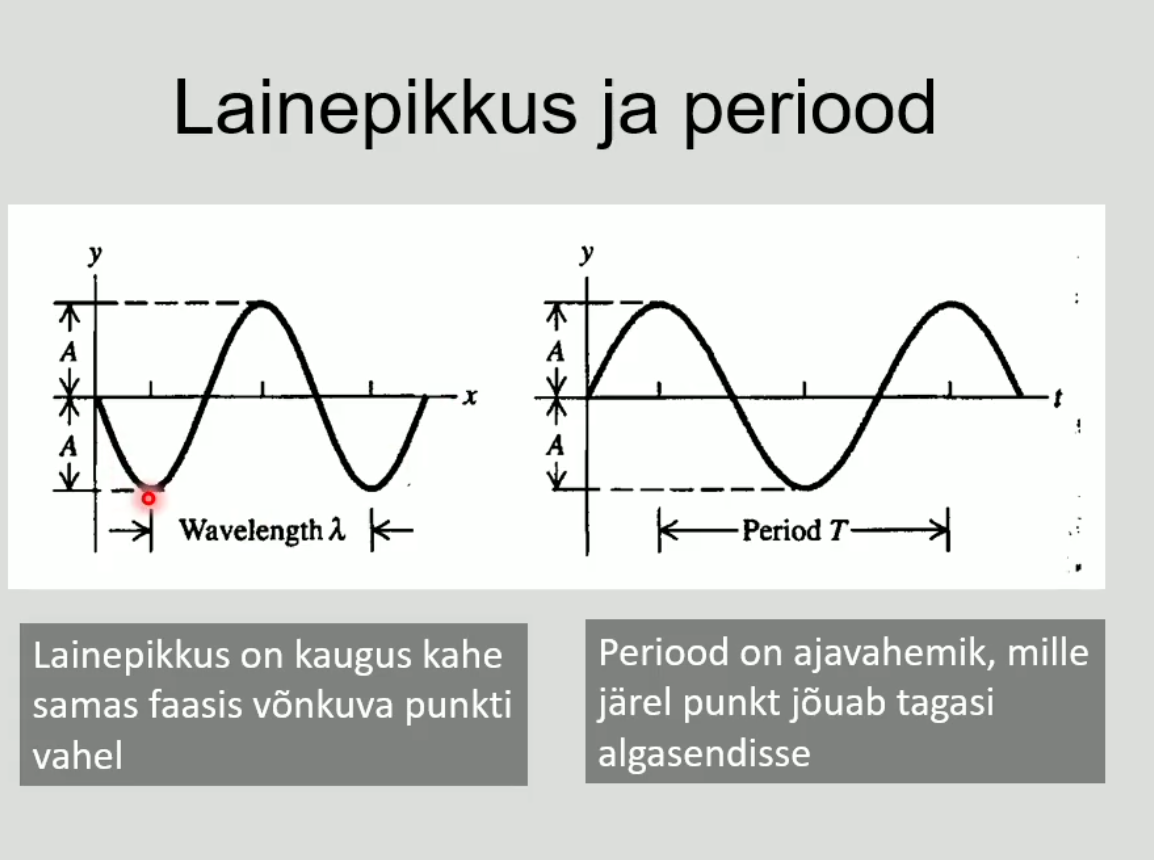 Lainepikkus ja periood
y
A
A
x
Wavelength λ
y
A
A
t
Period T
Lainepikkus on kaugus kahe
samas faasis võnkuva punkti
vahel
Periood on ajavahemik, mille
järel punkt jõuab tagasi
algasendisse